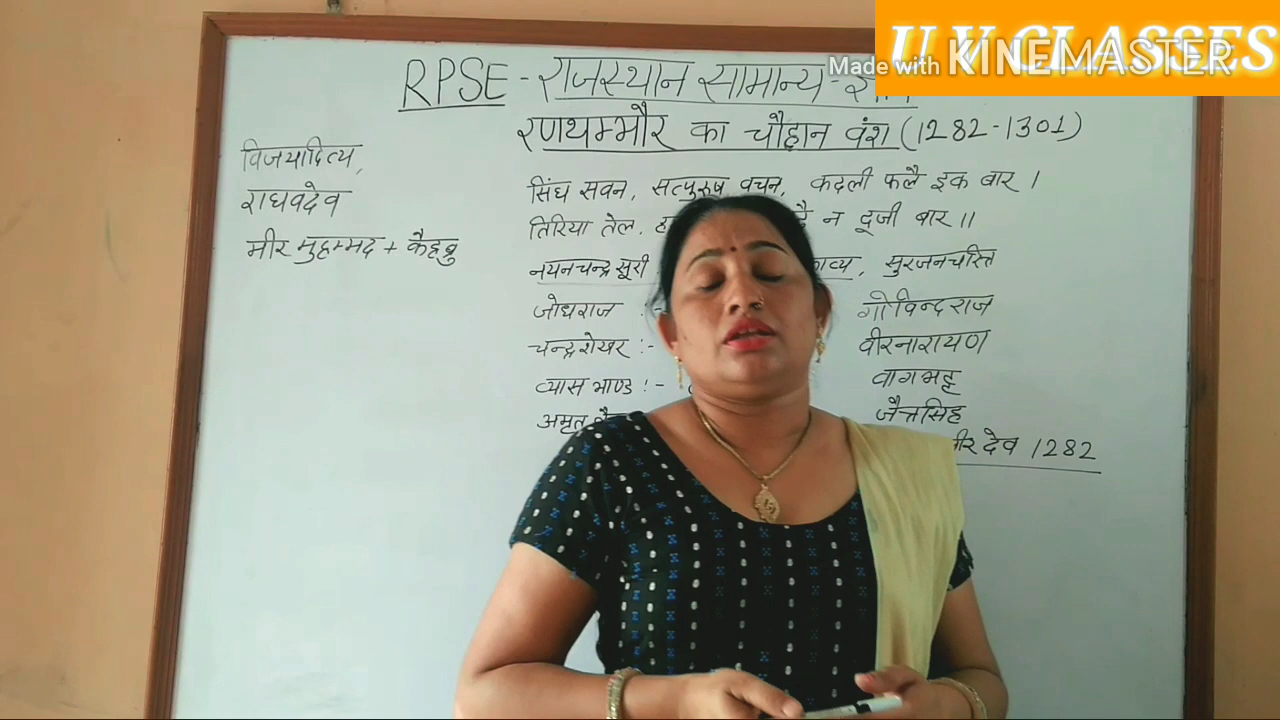 U V CLASSES
Made with KINEMASTER
RPSE - राजस्थान सामान्य -
रणथम्भौर का चौहान वंश (1282-1301)
विजयादित्य,
राघवदेव
मीर मुहम्मद + कैहब्रु
सिंघ सवन, सत्पुरूष वचन, कदली फलै इक बार ।
तिरिया तेल, न दूजी बार ॥
नयनचन्द्र सूरी सुरजनचरित
जोधराज :-
चन्द्रशेखर :-
व्यास भाण्ड :-
अमृत
गोविन्दराज
वीरनारायण
वागभट्ट
जैत्रसिंह
देव 1282